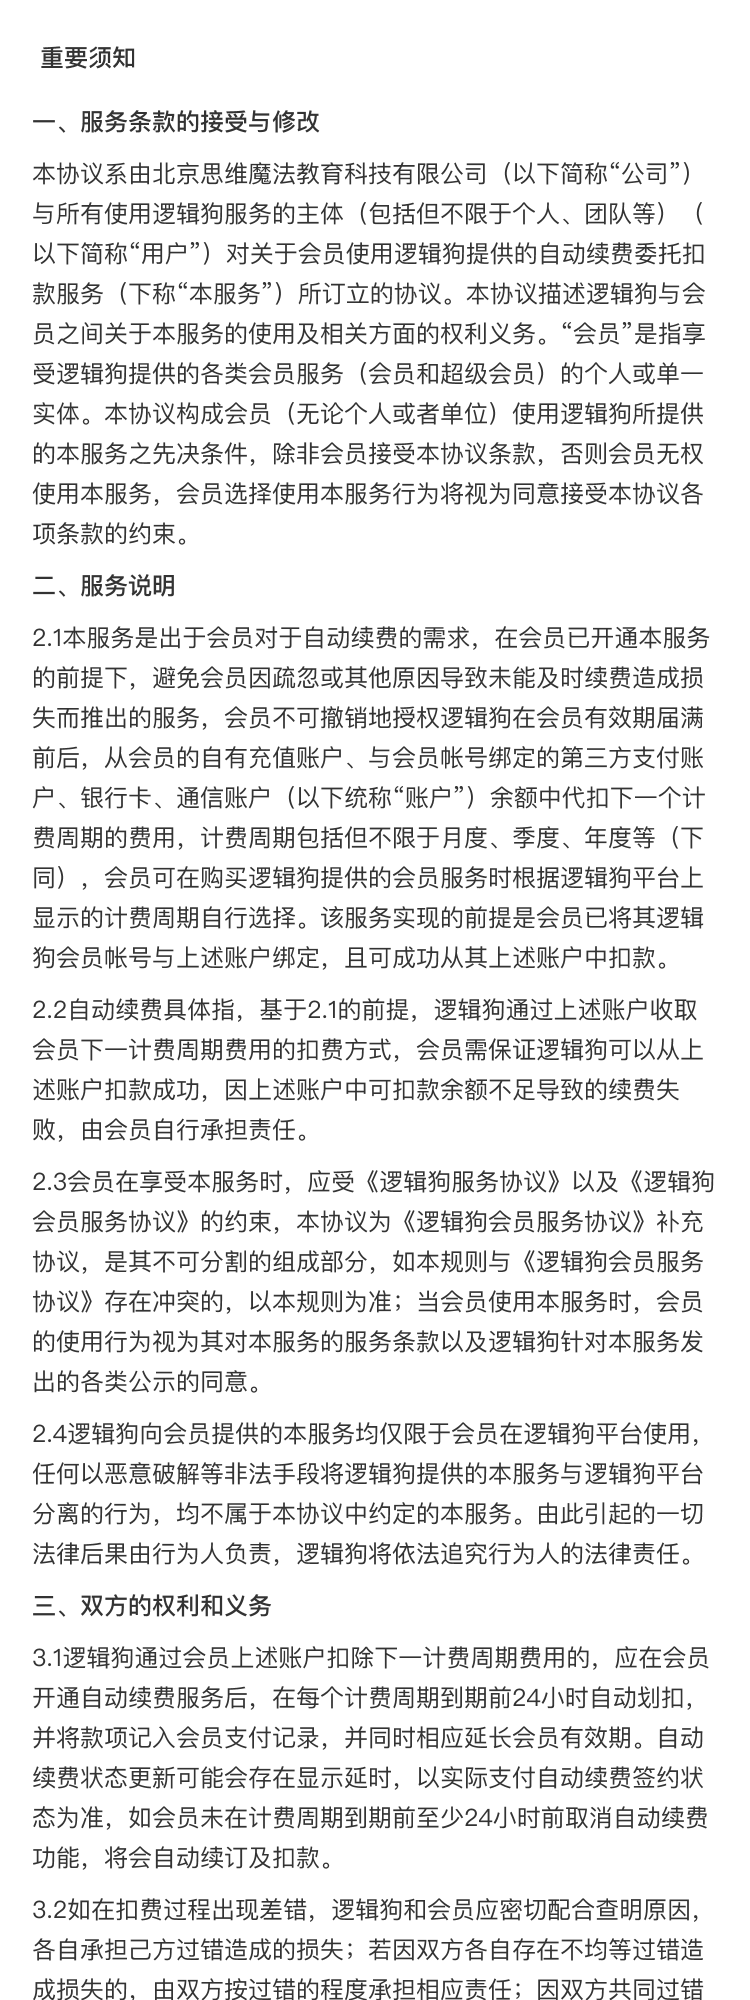 重要须知
一、服务条款的接受与修改
本协议系由北京思维魔法教育科技有限公司（以下简称“公司”）
与所有使用逻辑狗服务的主体（包括但不限于个人、团队等）（
以下简称“用户”）对关于会员使用逻辑狗提供的自动续费委托扣
款服务（下称“本服务”）所订立的协议。本协议描述逻辑狗与会
员之间关于本服务的使用及相关方面的权利义务。“会员”是指享
受逻辑狗提供的各类会员服务（会员和超级会员）的个人或单一
实体。本协议构成会员（无论个人或者单位）使用逻辑狗所提供
的本服务之先决条件，除非会员接受本协议条款，否则会员无权
使用本服务，会员选择使用本服务行为将视为同意接受本协议各
项条款的约束。
二、服务说明
2.1本服务是出于会员对于自动续费的需求，在会员已开通本服务
的前提下，避免会员因疏忽或其他原因导致未能及时续费造成损
失而推出的服务，会员不可撤销地授权逻辑狗在会员有效期届满
前后，从会员的自有充值账户、与会员帐号绑定的第三方支付账
户、银行卡、通信账户（以下统称“账户”）余额中代扣下一个计
费周期的费用，计费周期包括但不限于月度、季度、年度等（下
同），会员可在购买逻辑狗提供的会员服务时根据逻辑狗平台上
显示的计费周期自行选择。该服务实现的前提是会员已将其逻辑
狗会员帐号与上述账户绑定，且可成功从其上述账户中扣款。
2.2自动续费具体指，基于2.1的前提，逻辑狗通过上述账户收取
会员下一计费周期费用的扣费方式，会员需保证逻辑狗可以从上
述账户扣款成功，因上述账户中可扣款余额不足导致的续费失
败，由会员自行承担责任。
2.3会员在享受本服务时，应受《逻辑狗服务协议》以及《逻辑狗
会员服务协议》的约束，本协议为《逻辑狗会员服务协议》补充
协议，是其不可分割的组成部分，如本规则与《逻辑狗会员服务
协议》存在冲突的，以本规则为准；当会员使用本服务时，会员
的使用行为视为其对本服务的服务条款以及逻辑狗针对本服务发
出的各类公示的同意。
2.4逻辑狗向会员提供的本服务均仅限于会员在逻辑狗平台使用，
任何以恶意破解等非法手段将逻辑狗提供的本服务与逻辑狗平台
分离的行为，均不属于本协议中约定的本服务。由此引起的一切
法律后果由行为人负责，逻辑狗将依法追究行为人的法律责任。
三、双方的权利和义务
3.1逻辑狗通过会员上述账户扣除下一计费周期费用的，应在会员
开通自动续费服务后，在每个计费周期到期前24小时自动划扣，
并将款项记入会员支付记录，并同时相应延长会员有效期。自动
续费状态更新可能会存在显示延时，以实际支付自动续费签约状
态为准，如会员未在计费周期到期前至少24小时前取消自动续费
功能，将会自动续订及扣款。
3.2如在扣费过程出现差错，逻辑狗和会员应密切配合查明原因，
各自承担己方过错造成的损失；若因双方各自存在不均等过错造
成损失的，由双方按过错的程度承担相应责任；因双方共同过错